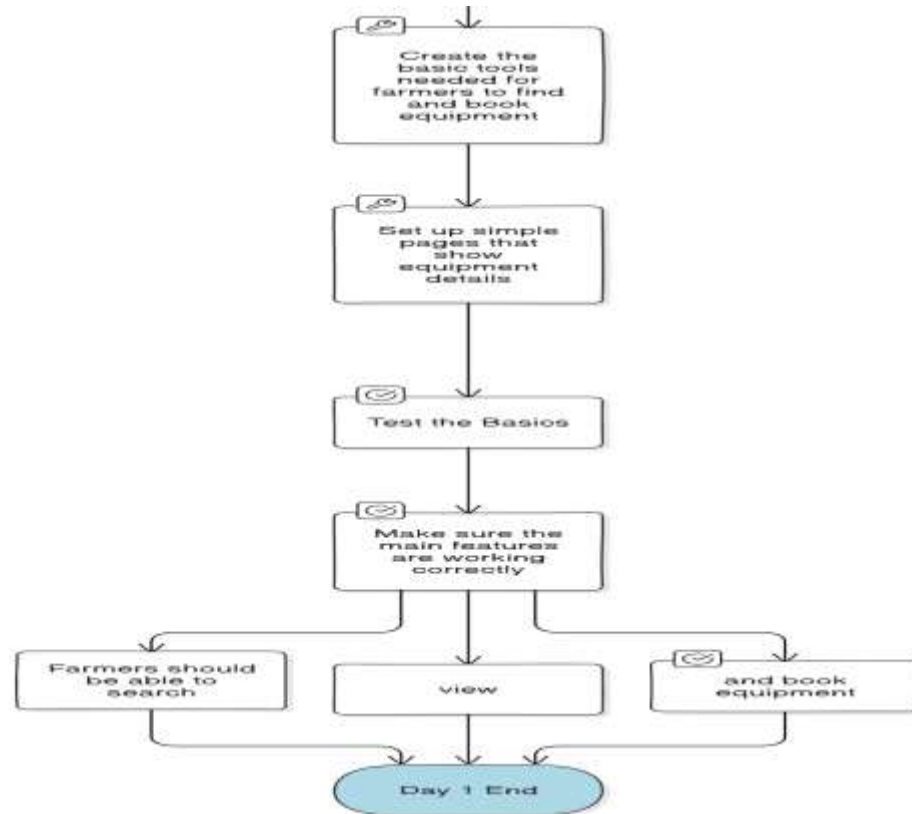 Create the
basic tools
needed for
farmers to find
and book
equipment
Set up simple
pages that
show
equipment
details
Test the Basics
Make sure the
main features
are working
correctly
Farmers should
be able to
search
view
and book
equipment
Day 1 End